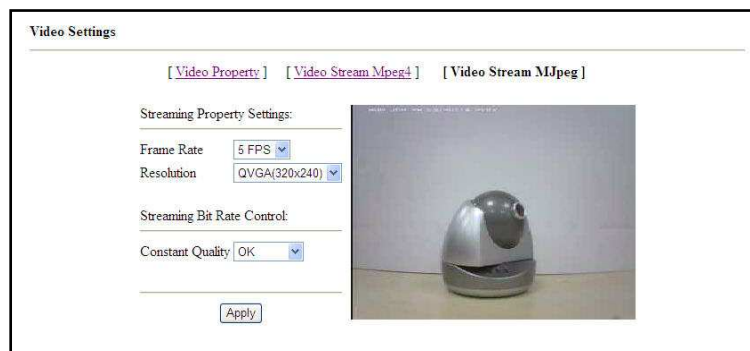 Video Settings
[ Video Property ] [ Video Stream Mpeg4 ] [ Video Stream MJpeg ]
Streaming Property Settings:
Frame Rate 5 FPS
Resolution QVGA(320x240)
Streaming Bit Rate Control:
Constant Quality OK
Apply